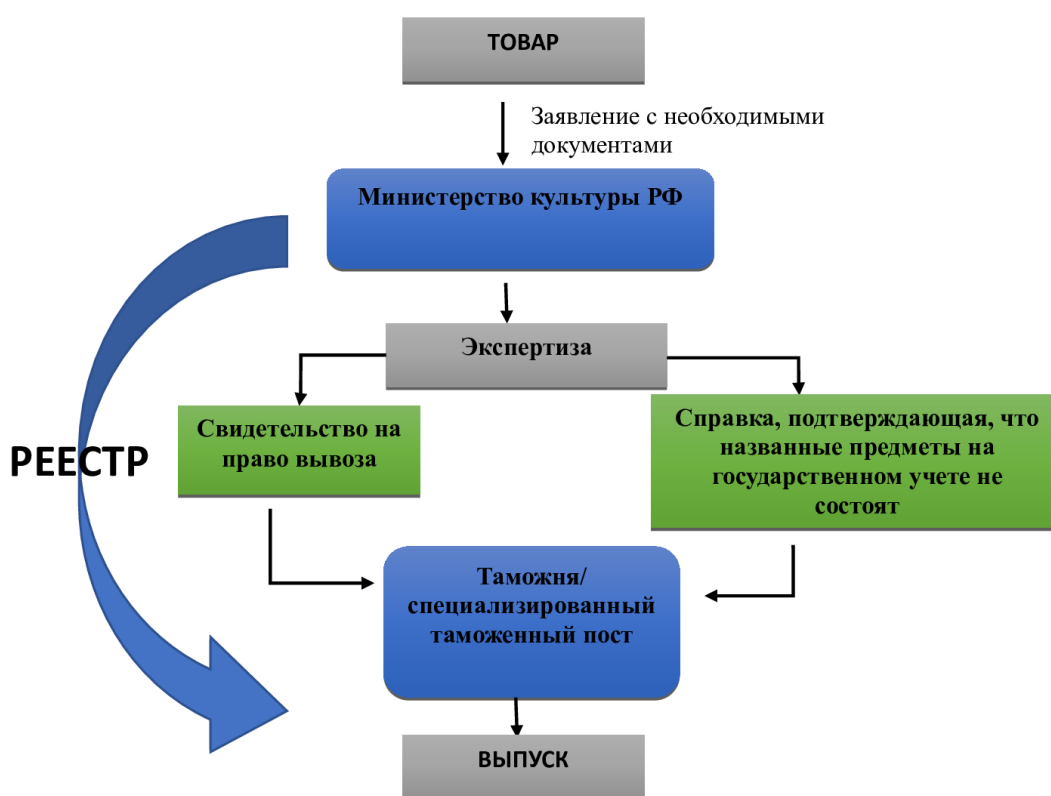 ТОВАР
Заявление с необходимыми
документами
Министерство культуры РФ
Экспертиза
Свидетельство на
право вывоза
Справка, подтверждающая, что
названные предметы на
государственном учете не
состоят
РЕЕСТР
Таможня/
специализированный
таможенный пост
ВЫПУСК